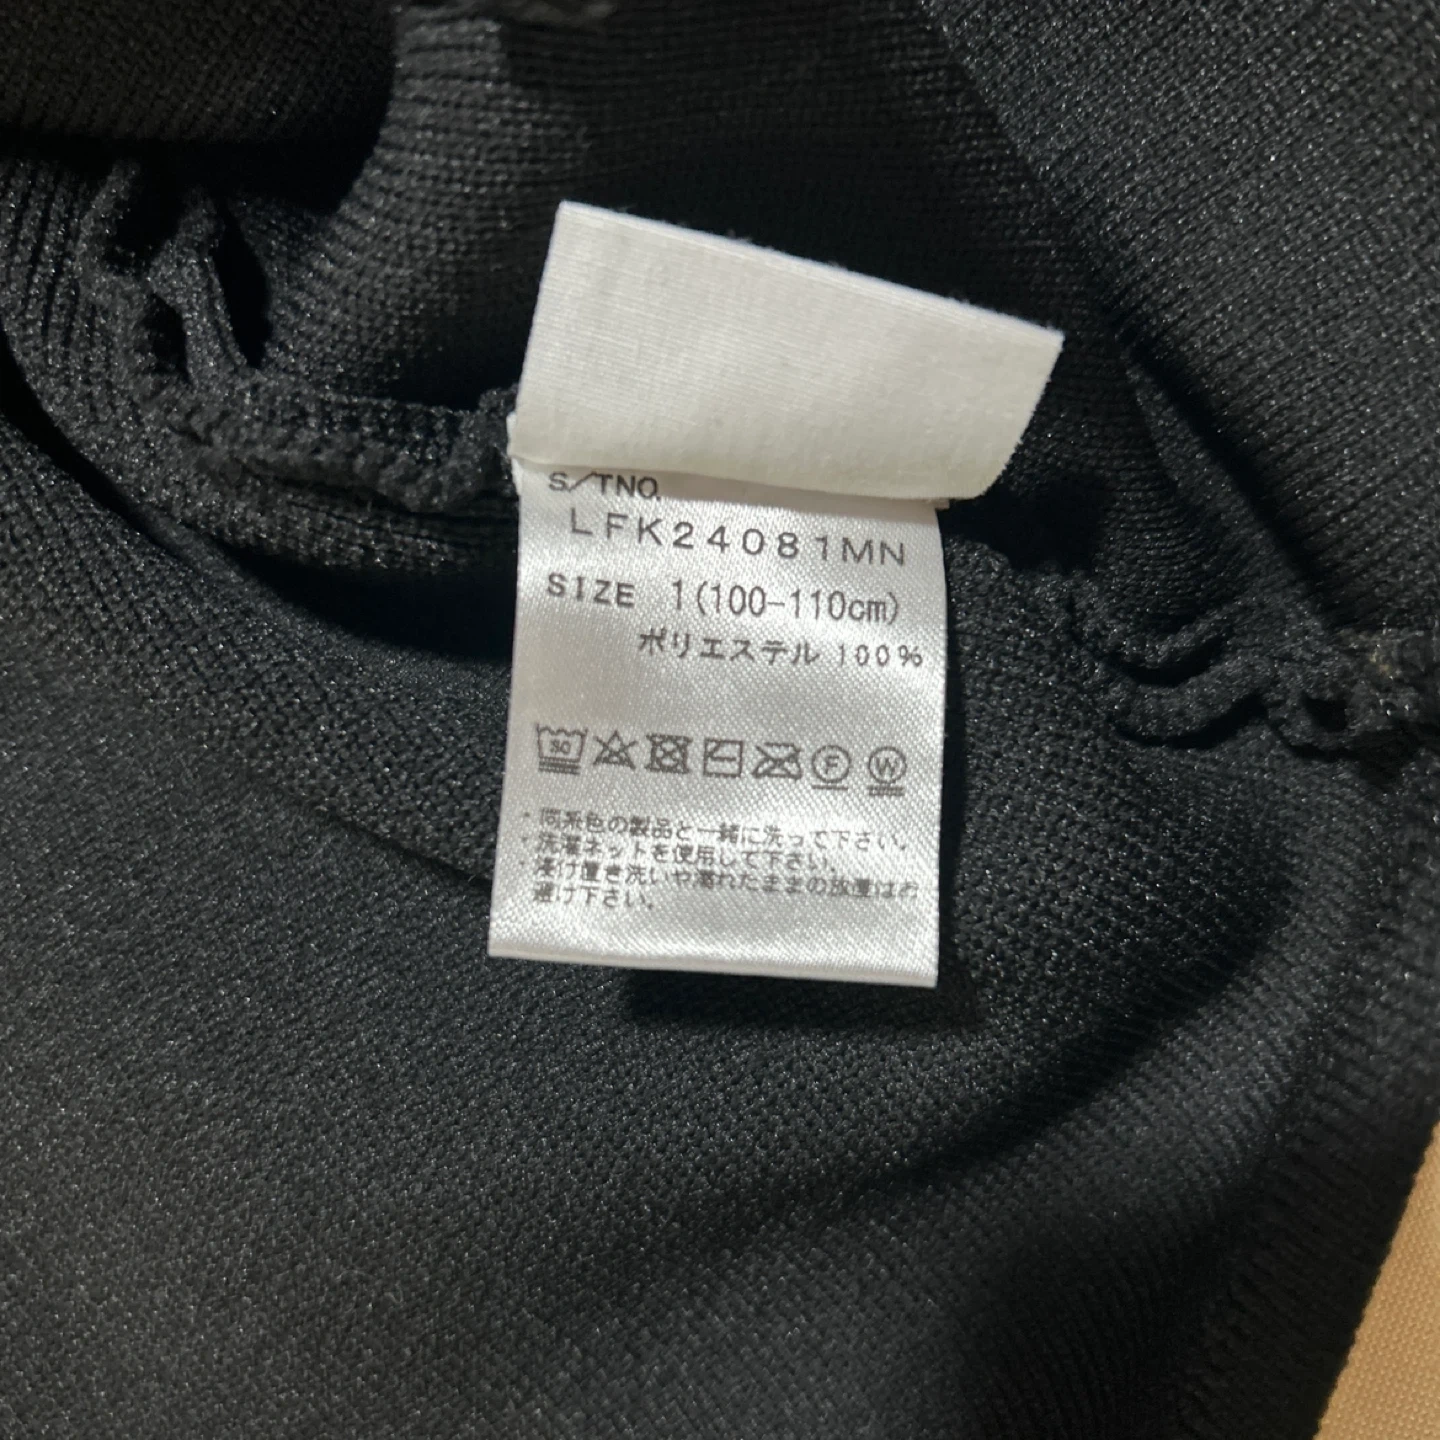 S/TNO.
LFK24081MN
SIZE 1(100-110cm)
ポリエステル 100%
30
F
W
・同系色の製品と一緒に洗って下さい。
・洗濯ネットを使用して下さい。
・浸け置き洗いや濡れたままの放置はお
避け下さい。